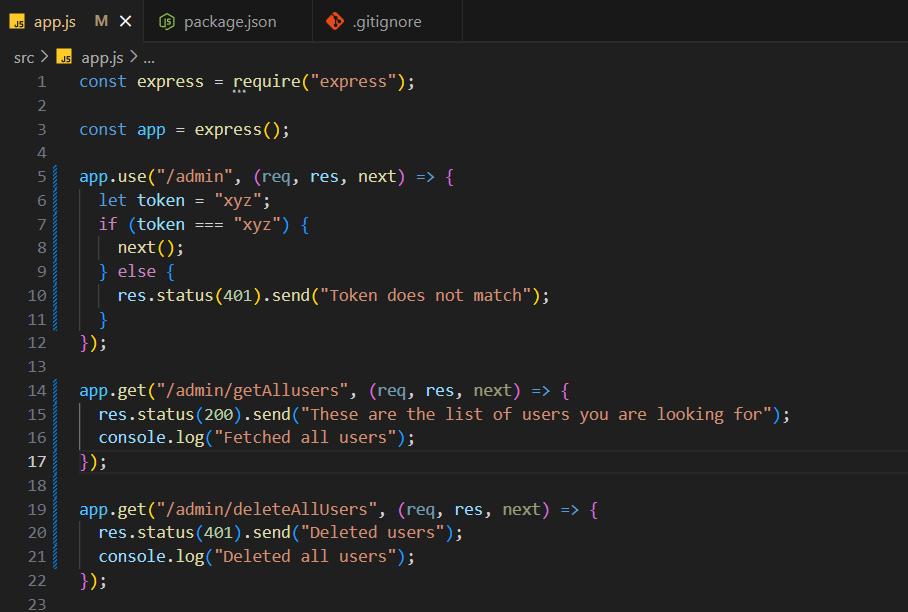 app.js M
package.json
.gitignore
src > app.js > ...
1 const express = require("express");
2
3 const app = express();
4
5 app.use("/admin", (req, res, next) => {
6   let token = "xyz";
7   if (token === "xyz") {
8     next();
9   } else {
10     res.status(401).send("Token does not match");
11   }
12 });
13
14 app.get("/admin/getAllusers", (req, res, next) => {
15   res.status(200).send("These are the list of users you are looking for");
16   console.log("Fetched all users");
17 });
18
19 app.get("/admin/deleteAllUsers", (req, res, next) => {
20   res.status(401).send("Deleted users");
21   console.log("Deleted all users");
22 });
23